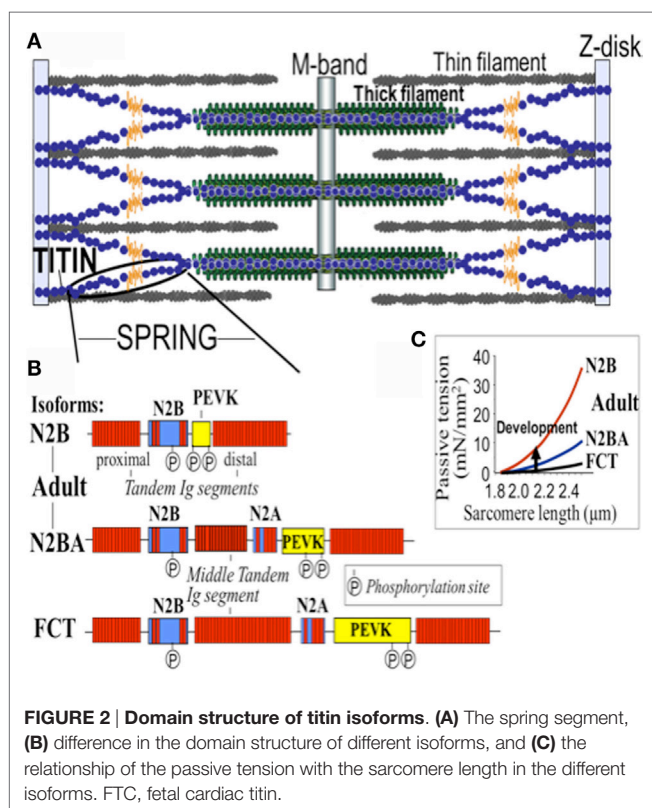 A
M-band
Thin filament
Z-disk
Thick filament
TITIN
SPRING
B
Isoforms:
N2B
N2B
PEVK
P P P
proximal
distal
Tandem Ig segments
Adult
N2BA
N2B
N2A
PEVK
P P P
Middle Tandem
Ig segment
P Phosphorylation site
FCT
N2B
N2A
PEVK
P P P
C
Passive tension
(mN/mm²)
40
30
20
10
0
Development
N2B
Adult
N2BA
FCT
1.8 2.0 2.2 2.4
Sarcomere length (μm)
FIGURE 2 | Domain structure of titin isoforms. (A) The spring segment,
(B) difference in the domain structure of different isoforms, and (C) the
relationship of the passive tension with the sarcomere length in the different
isoforms. FTC, fetal cardiac titin.